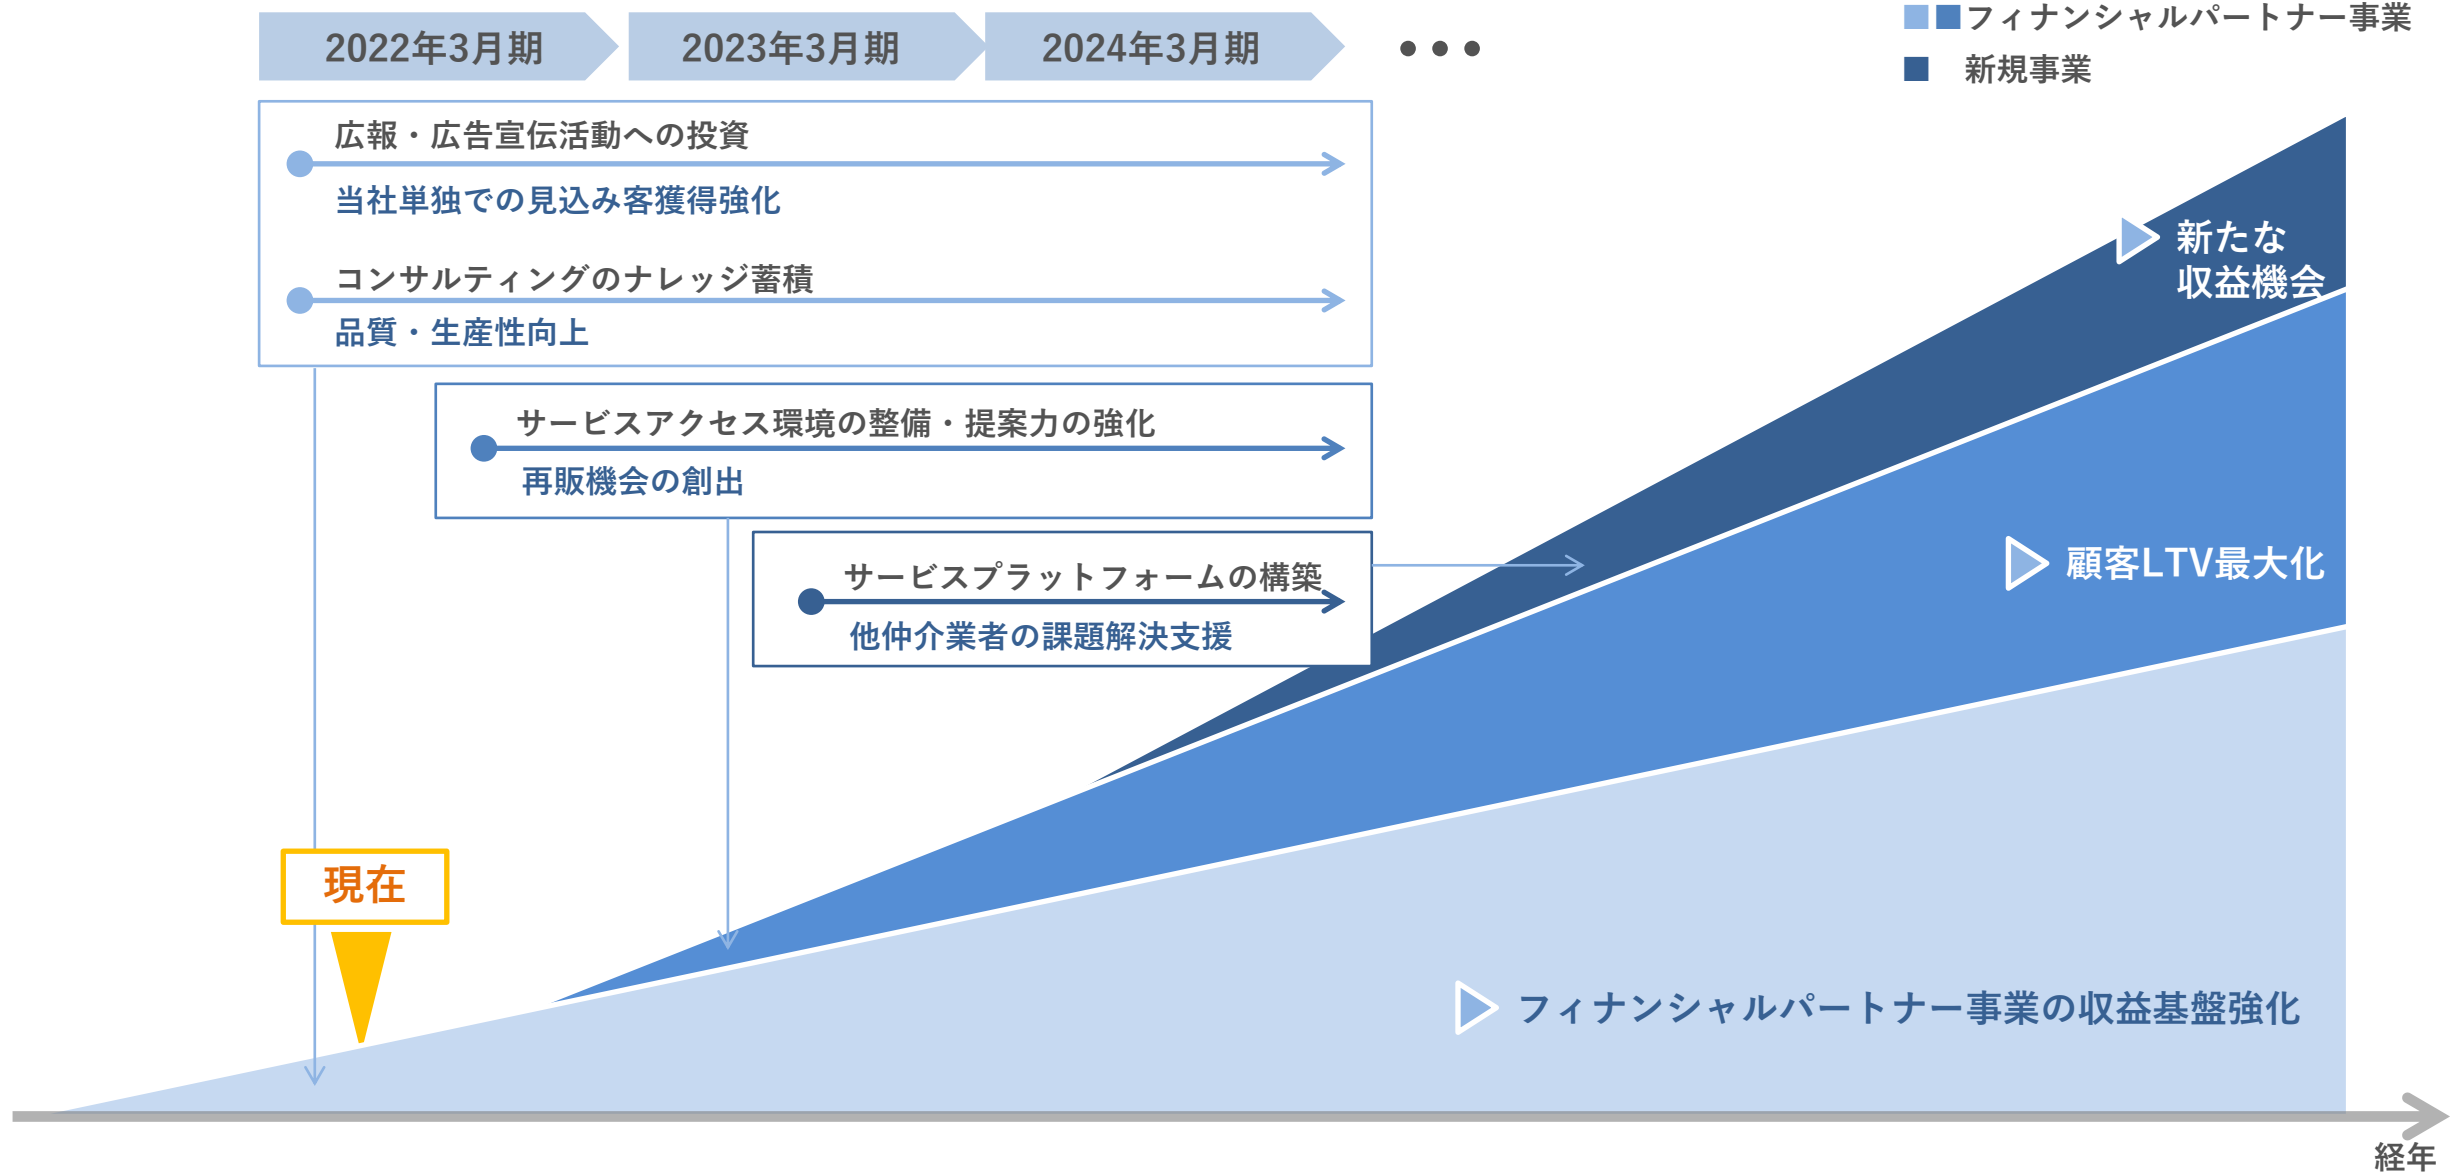 2022年3月期
2023年3月期
2024年3月期
•••
フィナンシャルパートナー事業
新規事業
広報・広告宣伝活動への投資
当社単独での見込み客獲得強化
コンサルティングのナレッジ蓄積
品質・生産性向上
サービスアクセス環境の整備・提案力の強化
再販機会の創出
サービスプラットフォームの構築
他仲介業者の課題解決支援
新たな
収益機会
顧客LTV最大化
現在
フィナンシャルパートナー事業の収益基盤強化
経年